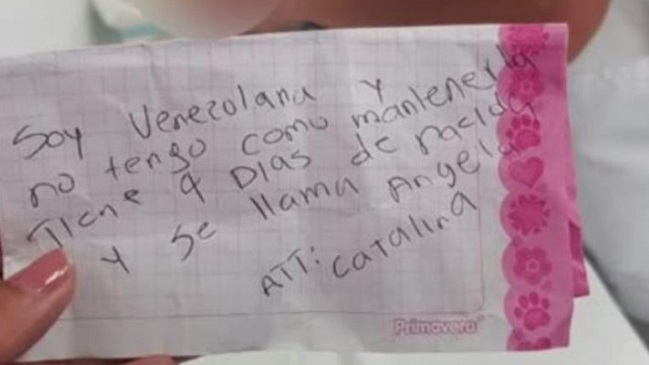 Soy Venezolana y
no tengo como mantenerla
Tiene 4 Dias de nacida
y se llama Angela
ATT: Catalina
Primavera